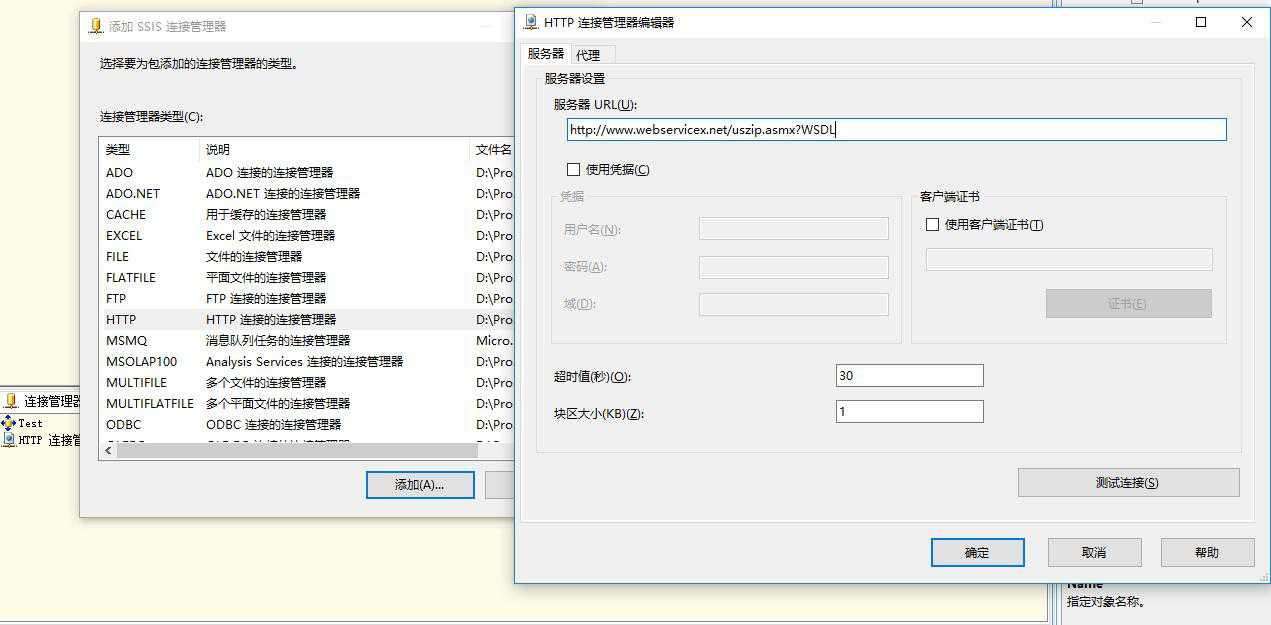 添加 SSIS 连接管理器
选择要为包添加的连接管理器的类型。
连接管理器类型(C):
类型 说明 文件名
ADO ADO 连接的连接管理器 D:\Pro
ADO.NET ADO.NET 连接的连接管理器 D:\Pro
CACHE 用于缓存的连接管理器 D:\Pro
EXCEL Excel 文件的连接管理器 D:\Pro
FILE 文件的连接管理器 D:\Pro
FLATFILE 平面文件的连接管理器 D:\Pro
FTP FTP 连接的连接管理器 D:\Pro
HTTP HTTP 连接的连接管理器 D:\Pro
MSMQ 消息队列任务的连接管理器 Micro.
MSOLAP100 Analysis Services 连接的连接管理器 D:\Pro
MULTIFILE 多个文件的连接管理器 D:\Pro
MULTIFLATFILE 多个平面文件的连接管理器 D:\Pro
ODBC ODBC 连接的连接管理器 D:\Pro
添加(A)...
连接管理器
Test
HTTP 连接管
HTTP 连接管理器编辑器
服务器 代理
服务器设置
服务器 URL(U):
http://www.webservicex.net/uszip.asmx?WSDL
使用凭据(C)
凭据
用户名(N):
密码(A):
域(D):
客户端证书
使用客户端证书(T)
证书(E)
超时值(秒)(O):
30
块区大小(KB)(Z):
1
测试连接(S)
确定 取消 帮助
Name
指定对象名称。